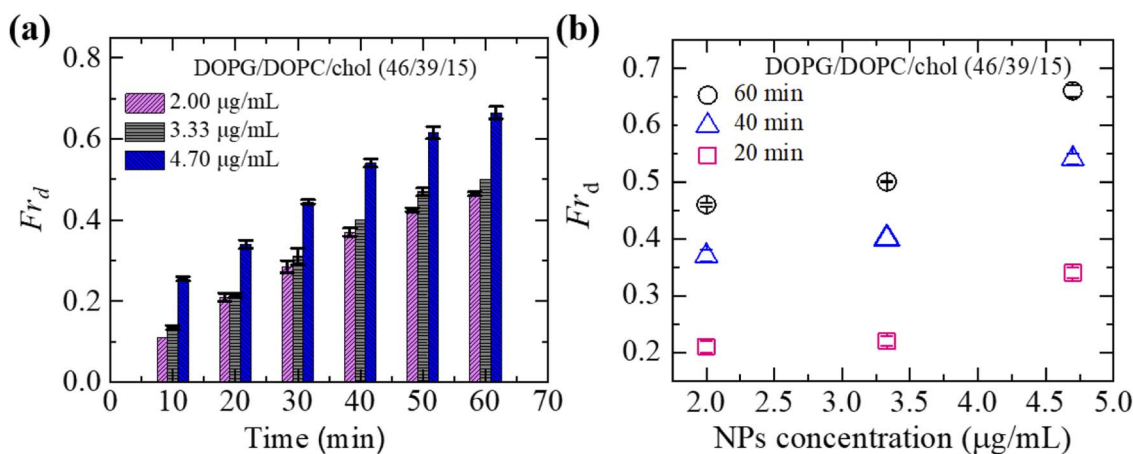 (a)
DOPG/DOPC/chol (46/39/15)
2.00 μg/mL
3.33 μg/mL
4.70 μg/mL
Fr_d
0.8
0.6
0.4
0.2
0.0
0 10 20 30 40 50 60 70
Time (min)
(b)
DOPG/DOPC/chol (46/39/15)
60 min
40 min
20 min
Fr_d
0.7
0.6
0.5
0.4
0.3
0.2
2.0 2.5 3.0 3.5 4.0 4.5 5.0
NPs concentration (μg/mL)